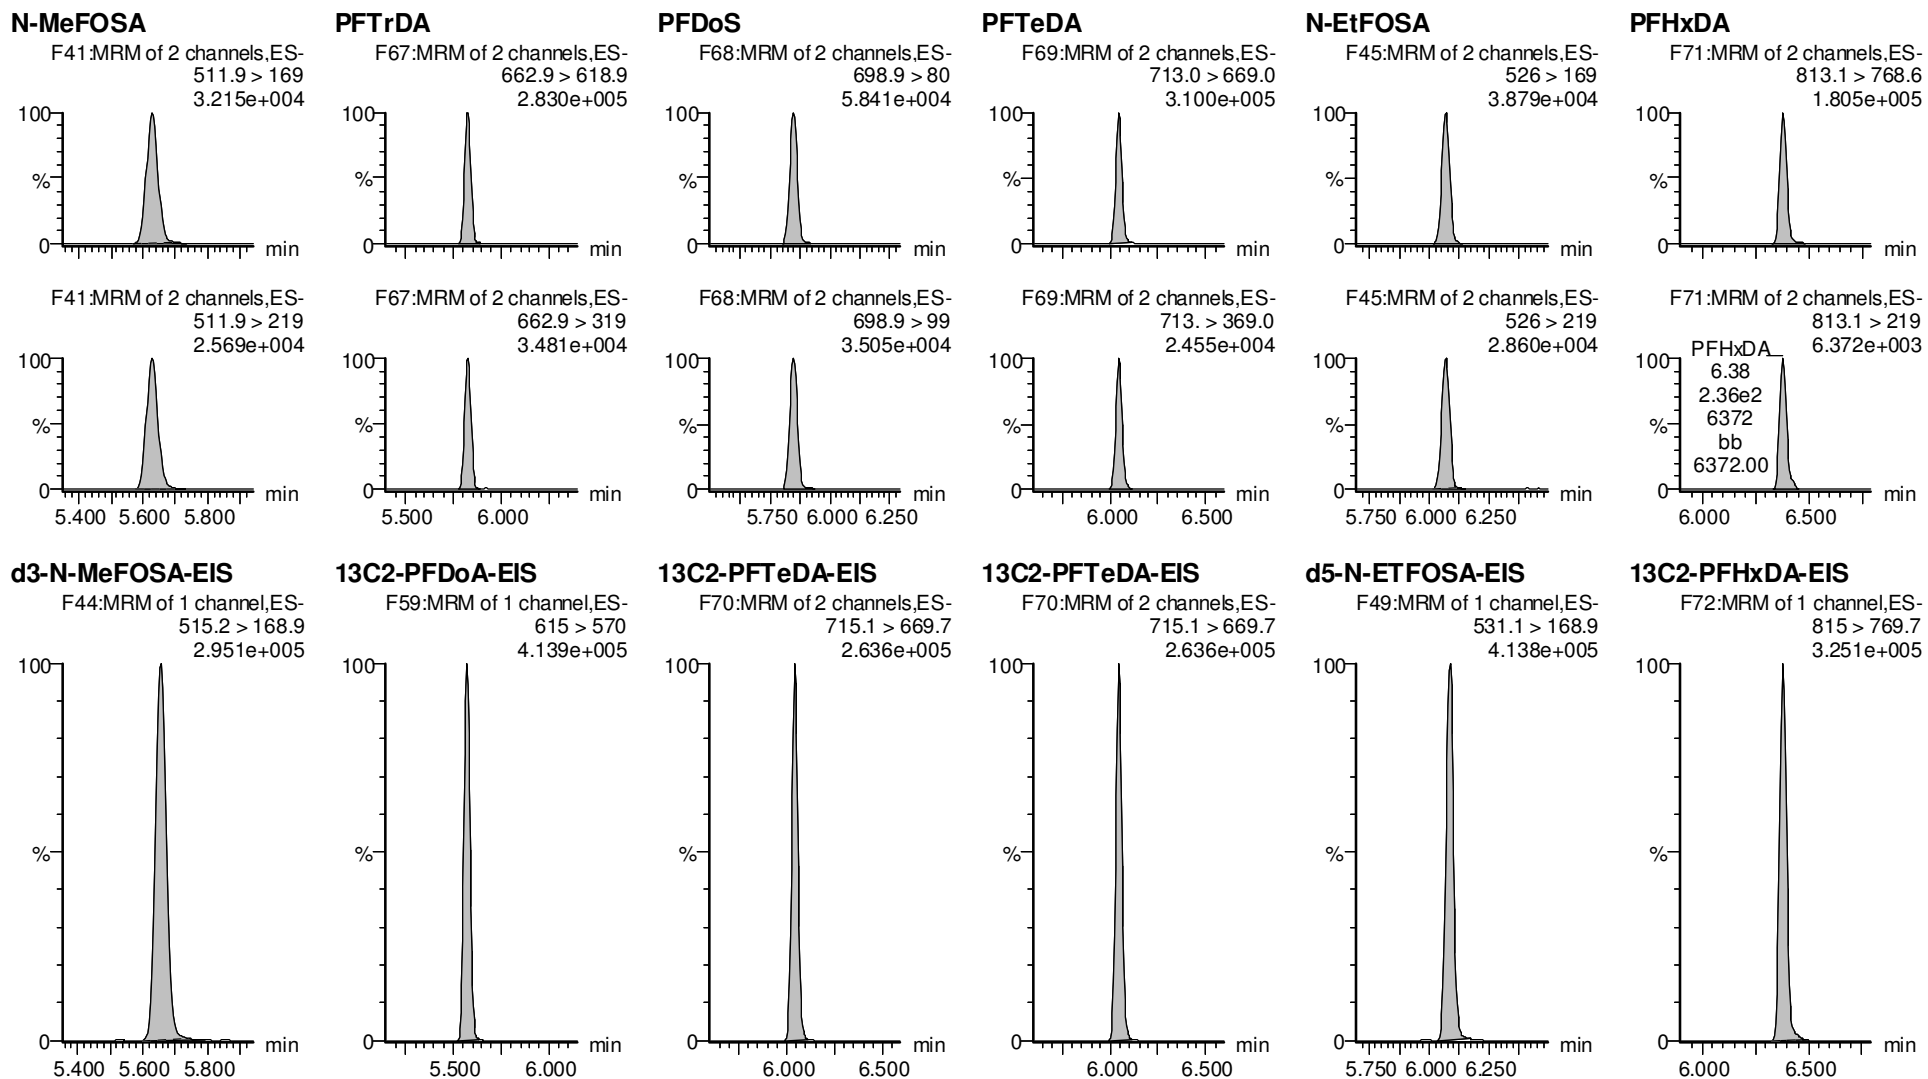 N-MeFOSA
F41:MRM of 2 channels,ES-
511.9 > 169
3.215e+004
100
%
0
min
PFTrDA
F67:MRM of 2 channels,ES-
662.9 > 618.9
2.830e+005
100
%
0
min
PFDoS
F68:MRM of 2 channels,ES-
698.9 > 80
5.841e+004
100
%
0
min
PFTeDA
F69:MRM of 2 channels,ES-
713.0 > 669.0
3.100e+005
100
%
0
min
N-EtFOSA
F45:MRM of 2 channels,ES-
526 > 169
3.879e+004
100
%
0
min
PFHxDA
F71:MRM of 2 channels,ES-
813.1 > 768.6
1.805e+005
100
%
0
min
F41:MRM of 2 channels,ES-
511.9 > 219
2.569e+004
100
%
0
min
5.400 5.600 5.800
F67:MRM of 2 channels,ES-
662.9 > 319
3.481e+004
100
%
0
min
5.500 6.000
F68:MRM of 2 channels,ES-
698.9 > 99
3.505e+004
100
%
0
min
5.750 6.000 6.250
F69:MRM of 2 channels,ES-
713. > 369.0
2.455e+004
100
%
0
min
6.000 6.500
F45:MRM of 2 channels,ES-
526 > 219
2.860e+004
100
%
0
min
5.750 6.000 6.250
F71:MRM of 2 channels,ES-
813.1 > 219
6.372e+003
100
PFHxDA
6.38
2.36e2
6372
bb
6372.00
%
0
min
6.000 6.500
d3-N-MeFOSA-EIS
F44:MRM of 1 channel,ES-
515.2 > 168.9
2.951e+005
100
%
0
min
5.400 5.600 5.800
13C2-PFDoA-EIS
F59:MRM of 1 channel,ES-
615 > 570
4.139e+005
100
%
0
min
5.500 6.000
13C2-PFTeDA-EIS
F70:MRM of 2 channels,ES-
715.1 > 669.7
2.636e+005
100
%
0
min
6.000 6.500
13C2-PFTeDA-EIS
F70:MRM of 2 channels,ES-
715.1 > 669.7
2.636e+005
100
%
0
min
6.000 6.500
d5-N-ETFOSA-EIS
F49:MRM of 1 channel,ES-
531.1 > 168.9
4.138e+005
100
%
0
min
5.750 6.000 6.250
13C2-PFHxDA-EIS
F72:MRM of 1 channel,ES-
815 > 769.7
3.251e+005
100
%
0
min
6.000 6.500